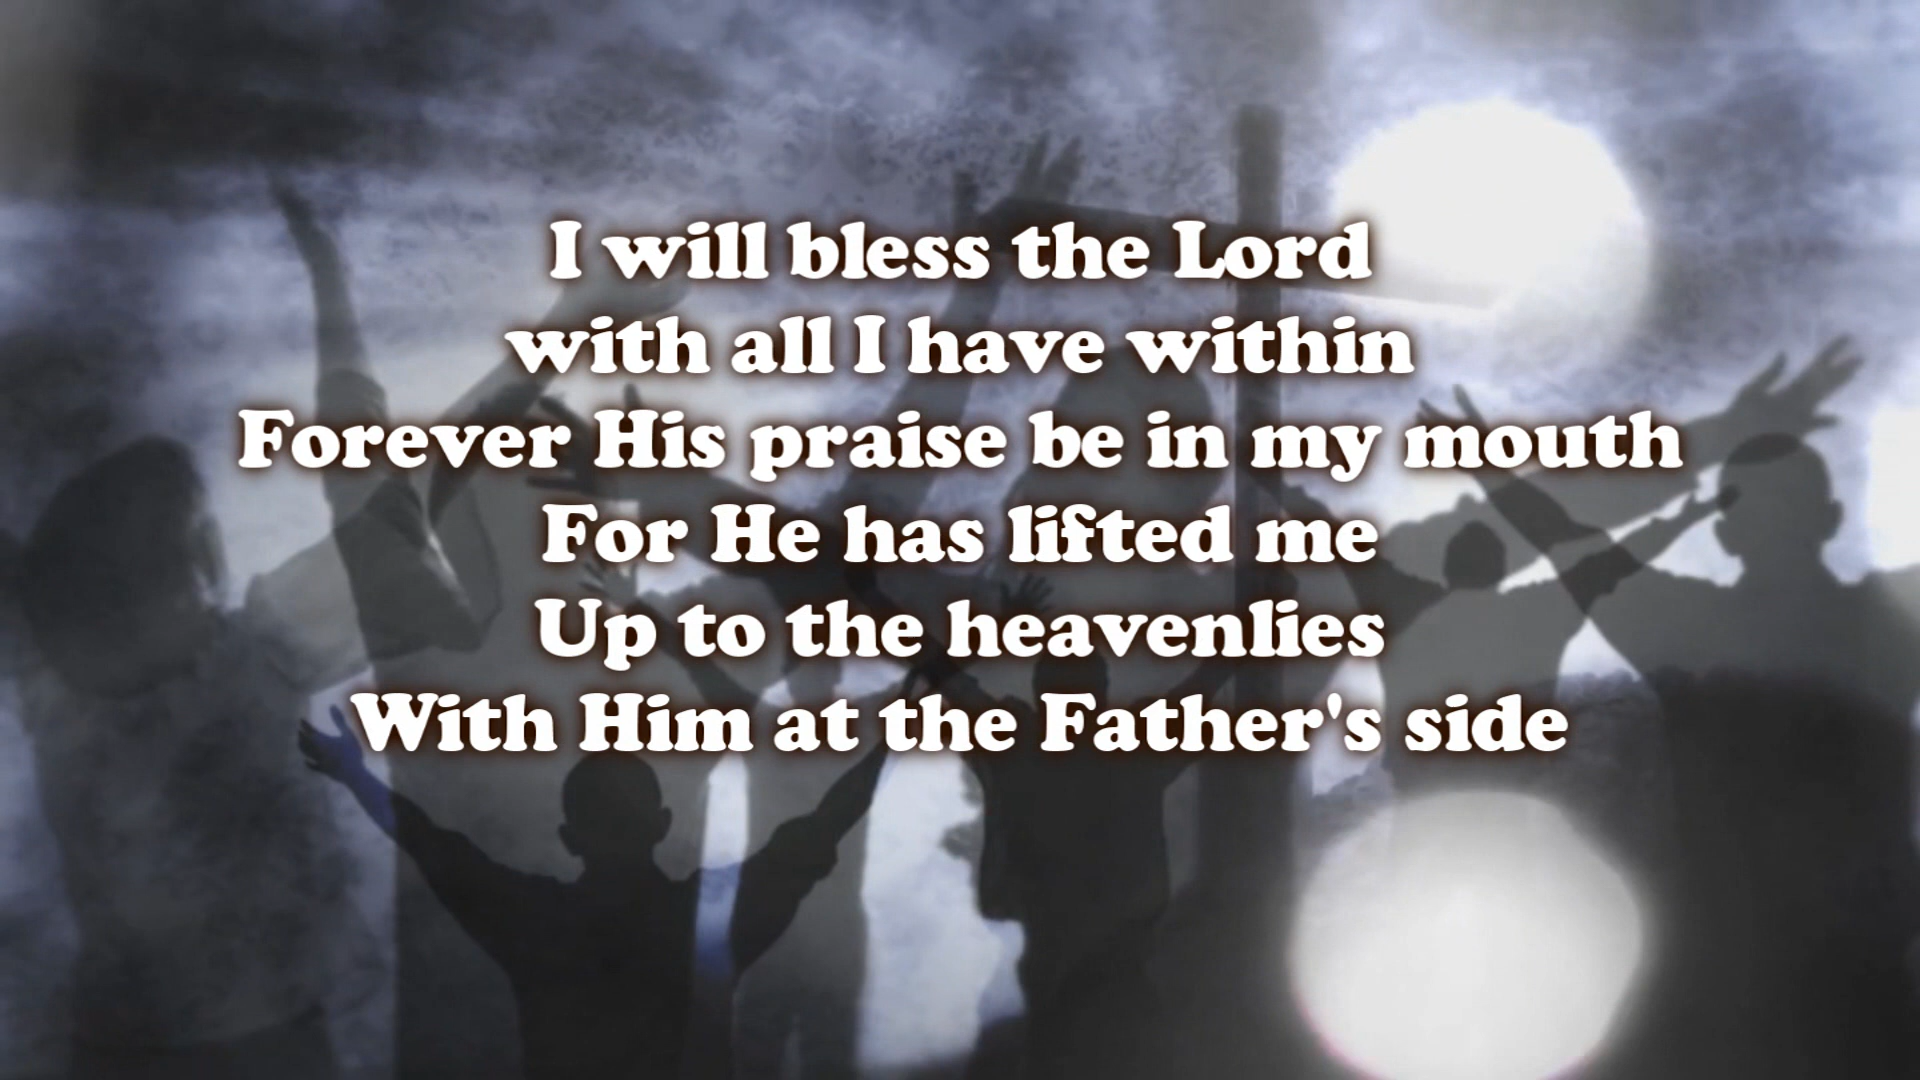 I will bless the Lord
with all I have within
Forever His praise be in my mouth
For He has lifted me
Up to the heavenlies
With Him at the Father's side